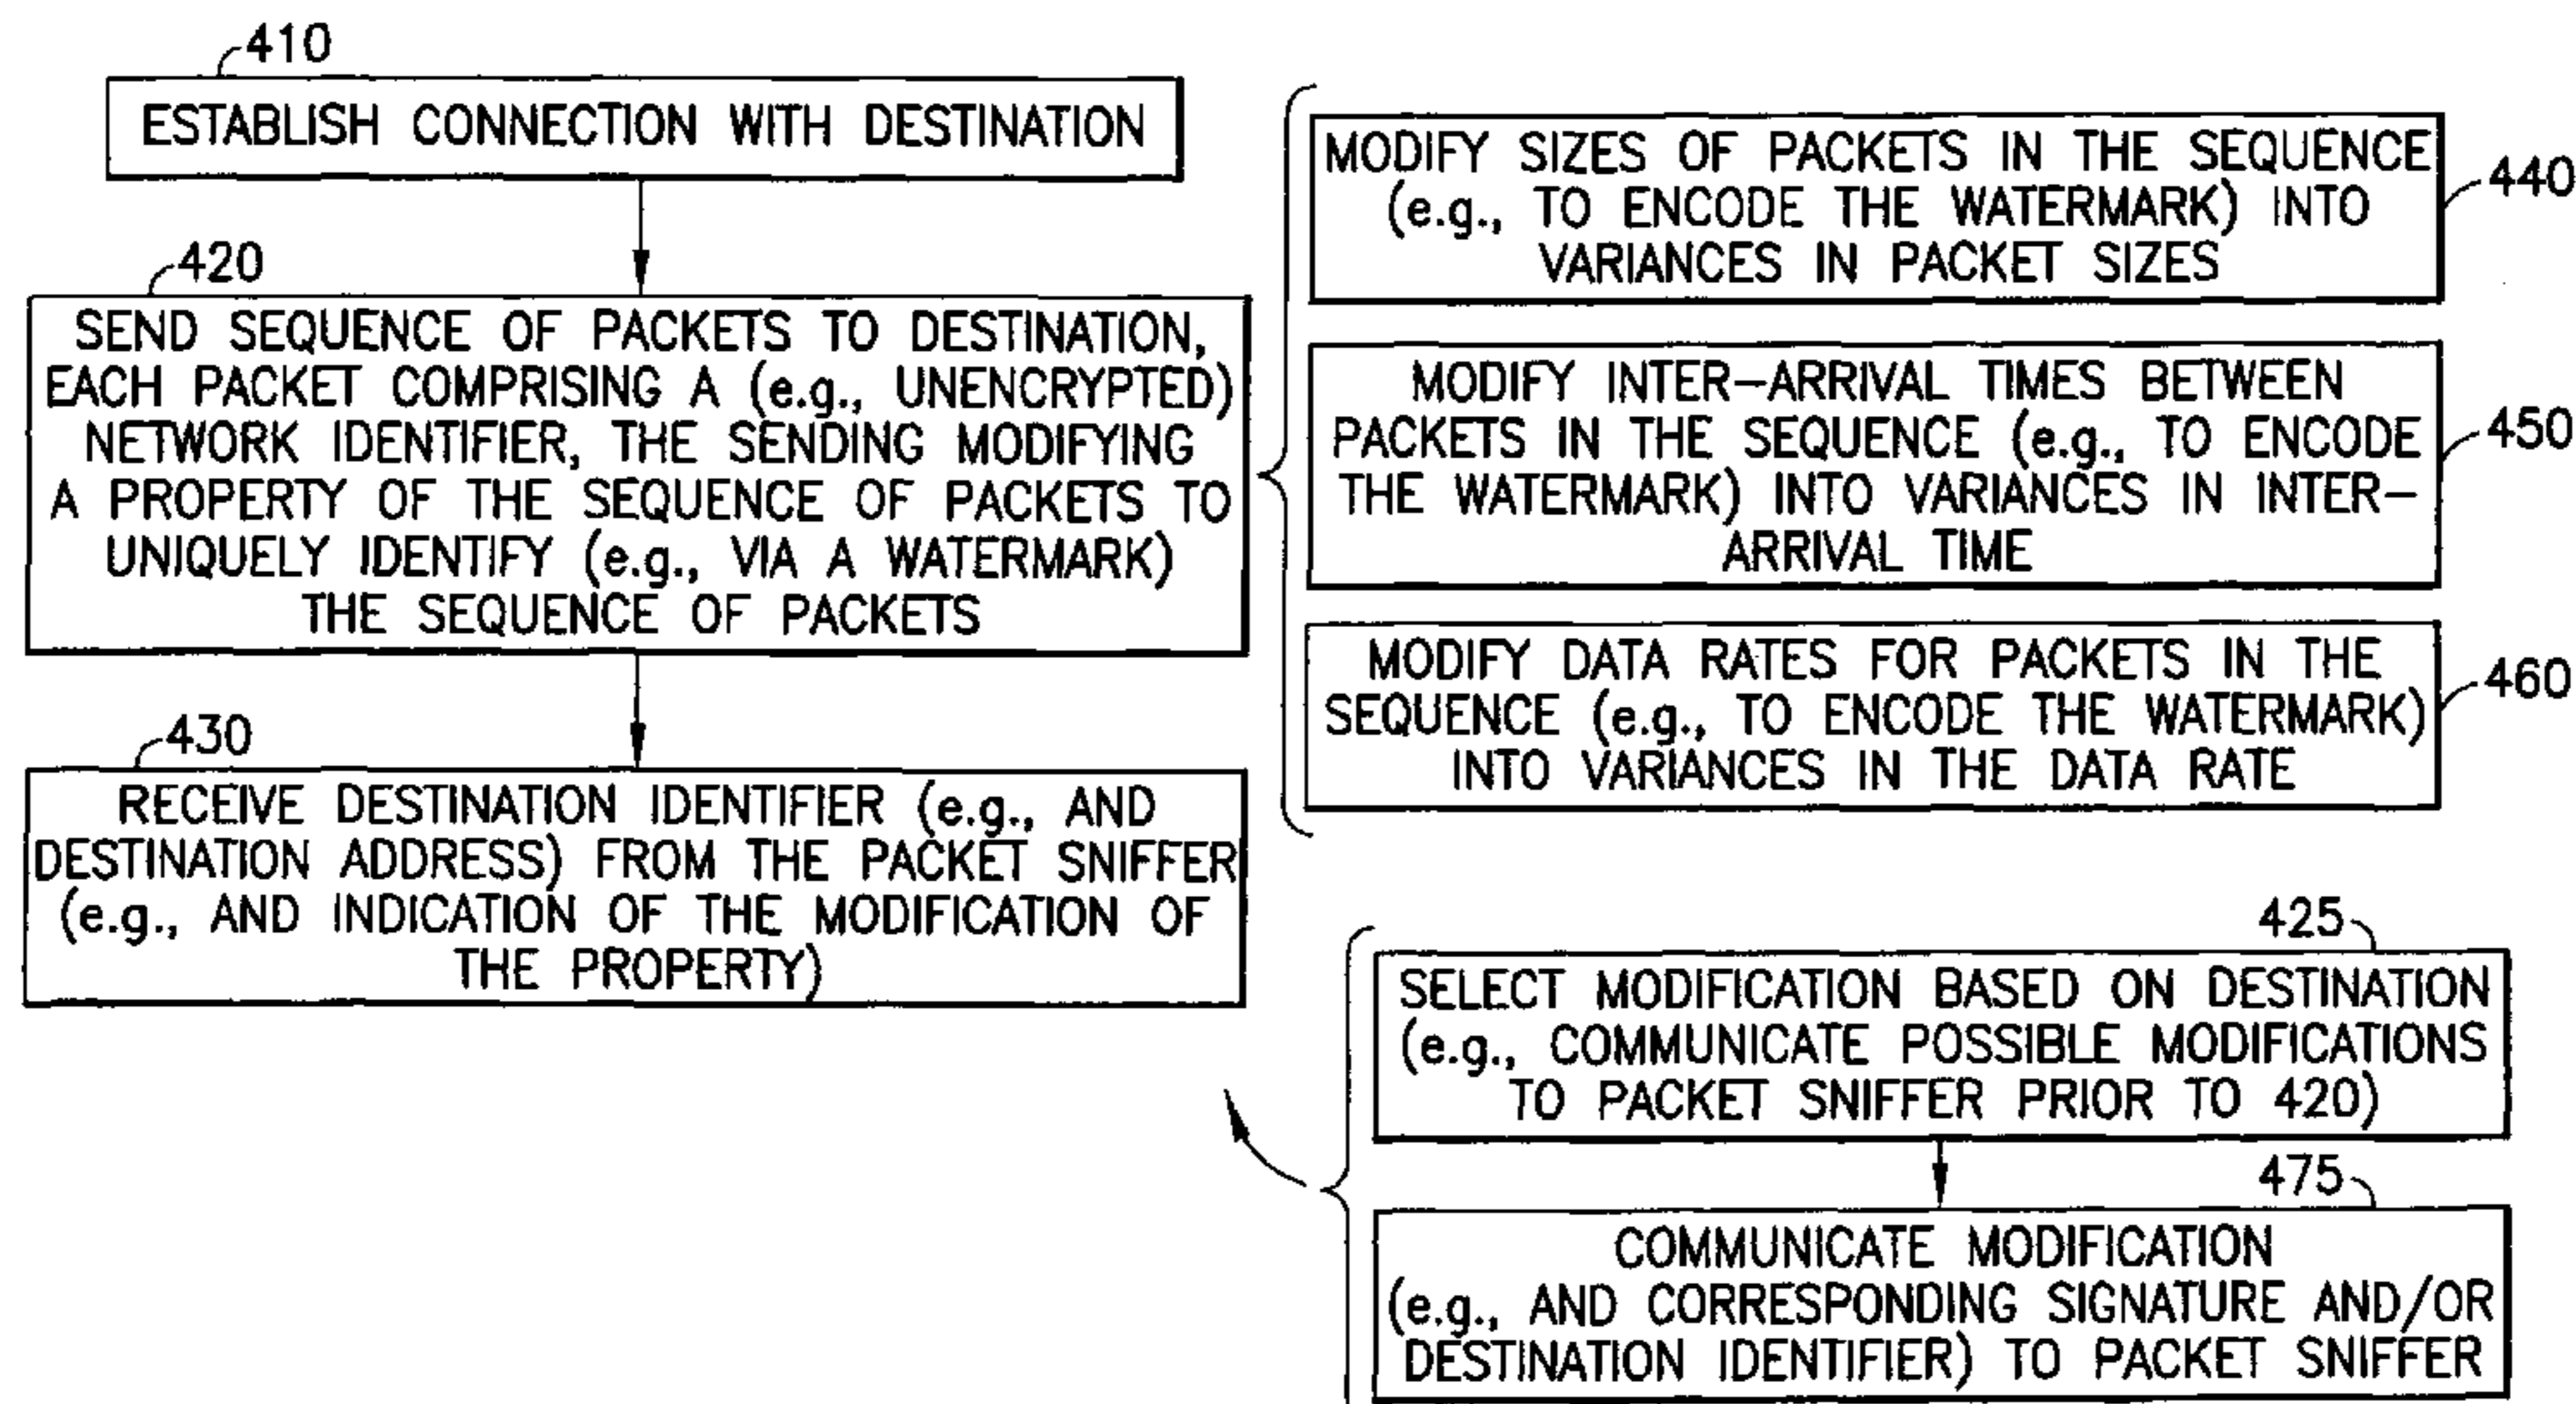 410
ESTABLISH CONNECTION WITH DESTINATION
420
SEND SEQUENCE OF PACKETS TO DESTINATION,
EACH PACKET COMPRISING A (e.g., UNENCRYPTED)
NETWORK IDENTIFIER, THE SENDING MODIFYING
A PROPERTY OF THE SEQUENCE OF PACKETS TO
UNIQUELY IDENTIFY (e.g., VIA A WATERMARK)
THE SEQUENCE OF PACKETS
430
RECEIVE DESTINATION IDENTIFIER (e.g., AND
DESTINATION ADDRESS) FROM THE PACKET SNIFFER
(e.g., AND INDICATION OF THE MODIFICATION OF
THE PROPERTY)
MODIFY SIZES OF PACKETS IN THE SEQUENCE
(e.g., TO ENCODE THE WATERMARK) INTO
VARIANCES IN PACKET SIZES
440
MODIFY INTER-ARRIVAL TIMES BETWEEN
PACKETS IN THE SEQUENCE (e.g., TO ENCODE
THE WATERMARK) INTO VARIANCES IN INTER-
ARRIVAL TIME
450
MODIFY DATA RATES FOR PACKETS IN THE
SEQUENCE (e.g., TO ENCODE THE WATERMARK)
INTO VARIANCES IN THE DATA RATE
460
425
SELECT MODIFICATION BASED ON DESTINATION
(e.g., COMMUNICATE POSSIBLE MODIFICATIONS
TO PACKET SNIFFER PRIOR TO 420)
475
COMMUNICATE MODIFICATION
(e.g., AND CORRESPONDING SIGNATURE AND/OR
DESTINATION IDENTIFIER) TO PACKET SNIFFER